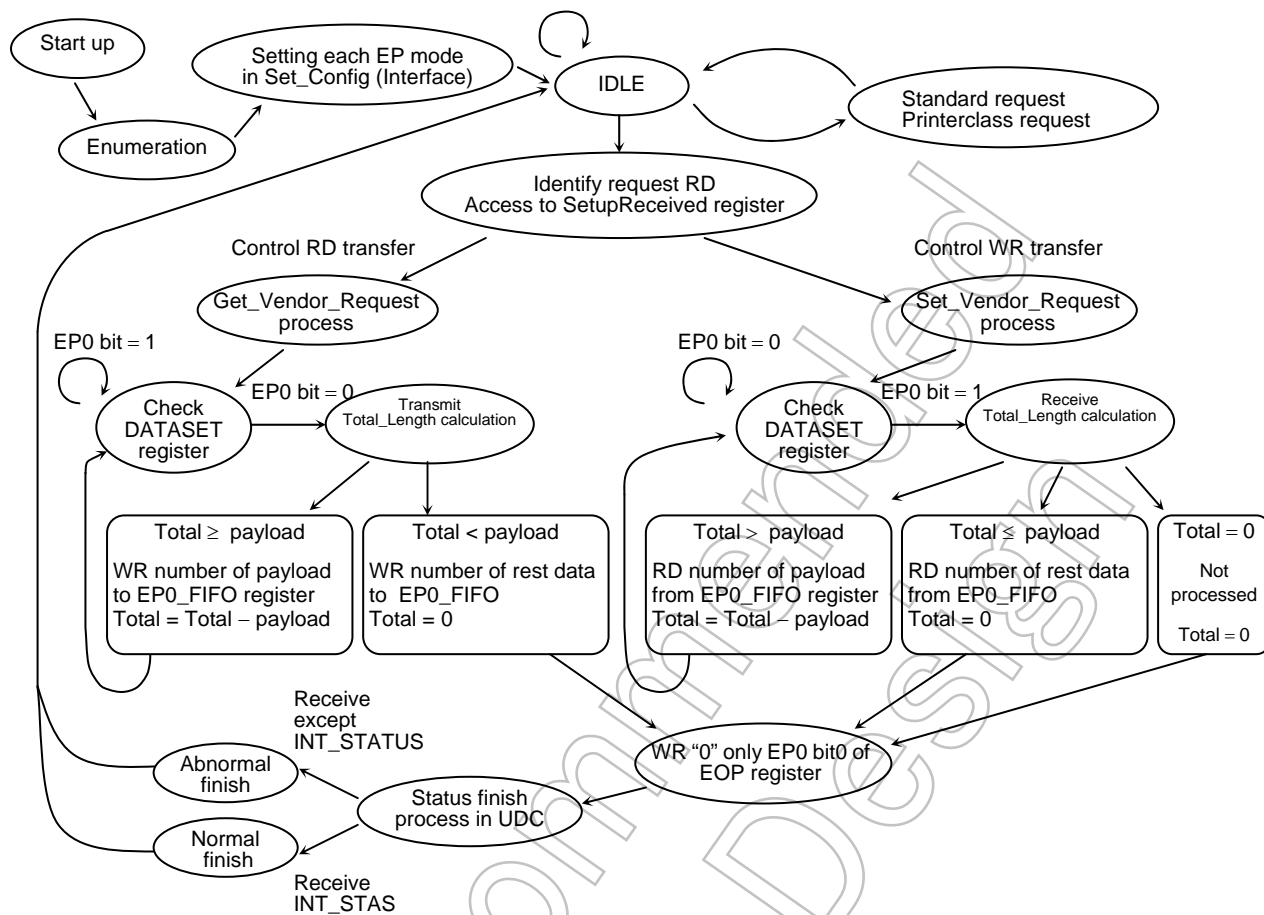 Start up
Setting each EP mode
in Set_Config (Interface)
IDLE
Standard request
Printerclass request
Enumeration
Identify request RD
Access to SetupReceived register
Control RD transfer
Control WR transfer
Get_Vendor_Request
process
Set_Vendor_Request
process
EP0 bit = 1
EP0 bit = 0
Check
DATASET
register
Transmit
Total_Length calculation
EP0 bit = 0
EP0 bit = 1
Check
DATASET
register
Receive
Total_Length calculation
Total ≥ payload
WR number of payload
to EP0_FIFO register
Total = Total − payload
Total < payload
WR number of rest data
to EP0_FIFO
Total = 0
Total > payload
RD number of payload
from EP0_FIFO register
Total = Total − payload
Total ≤ payload
RD number of rest data
from EP0_FIFO
Total = 0
Total = 0
Not
processed
Total = 0
Receive
except
INT_STATUS
Abnormal
finish
Status finish
process in UDC
WR “0” only EP0 bit0 of
EOP register
Normal
finish
Receive
INT_STAS
ommended
Design